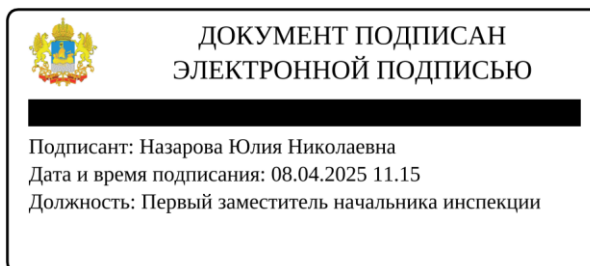 ДОКУМЕНТ ПОДПИСАН
ЭЛЕКТРОННОЙ ПОДПИСЬЮ
Подписант: Назарова Юлия Николаевна
Дата и время подписания: 08.04.2025 11.15
Должность: Первый заместитель начальника инспекции